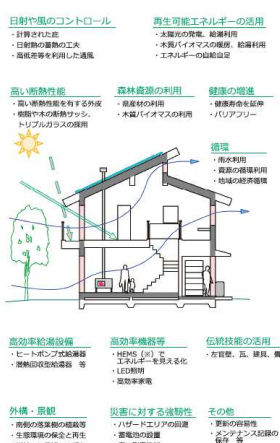 日射や風のコントロール
・計算された庇
・日射熱の蓄熱の工夫
・高低差等を利用した通風
再生可能エネルギーの活用
・太陽光の発電、給湯利用
・木質バイオマスの暖房、給湯利用
・エネルギーの自給自足
高い断熱性能
・高い断熱性能を有する外皮
・樹脂や木の断熱サッシ、
トリプルガラスの採用
森林資源の利用
・県産材の利用
・木質バイオマスの利用
健康の増進
・健康寿命を延伸
・バリアフリー
循環
・雨水利用
・資源の循環利用
・地域の経済循環
高効率給湯設備
・ヒートポンプ式給湯器
・潜熱回収型給湯器 等
高効率機器等
・HEMS（※）で
エネルギーを見える化
・LED照明
・高効率家電
伝統技能の活用
・左官壁、瓦、建具、畳
外構・景観
・南側の落葉樹の植栽等
・生態環境の保全と再生
災害に対する強靭性
・ハザードエリアの回避
・蓄電池の設置
その他
・更新の容易性
・メンテナンス記録の
保存 等